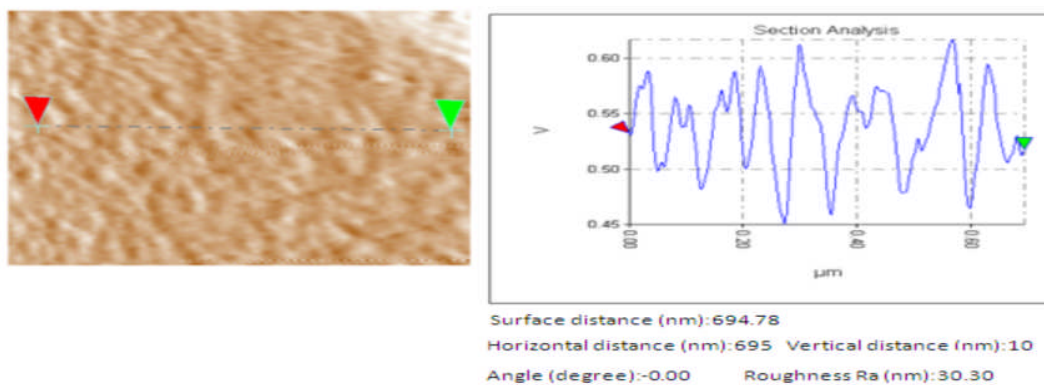 Section Analysis
0.60
0.55
V
0.50
0.45
0.00 0.20 0.40 0.60
µm
Surface distance (nm):694.78
Horizontal distance (nm):695 Vertical distance (nm):10
Angle (degree):-0.00 Roughness Ra (nm):30.30